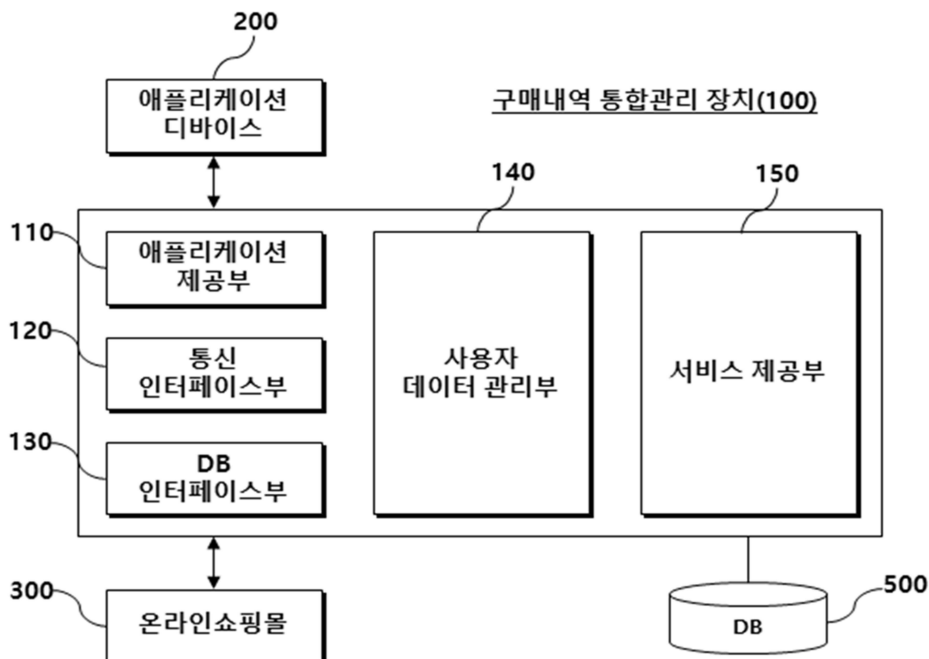 200
애플리케이션
디바이스
구매내역 통합관리 장치(100)
140
150
110
애플리케이션
제공부
120
통신
인터페이스부
사용자
데이터 관리부
서비스 제공부
130
DB
인터페이스부
300
온라인쇼핑몰
500
DB